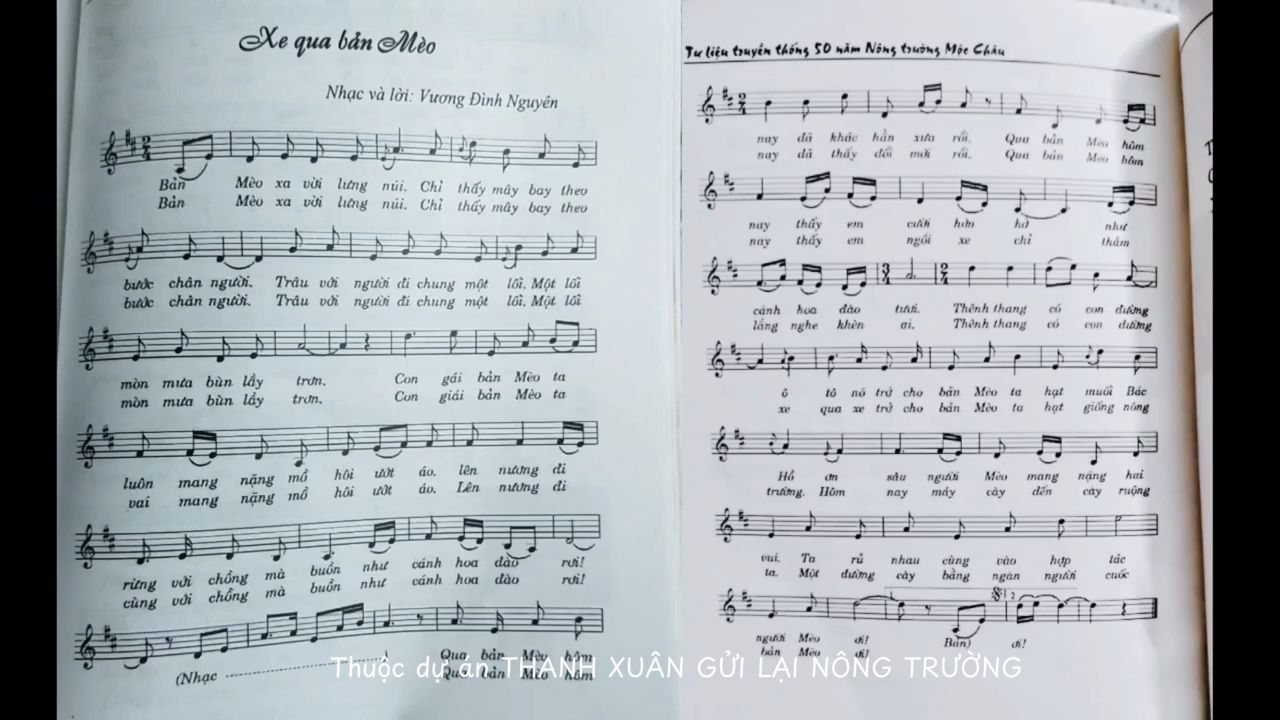 Xe qua bản Mèo
Nhạc và lời: Vương Đình Nguyên
Bản Mèo xa vời lưng núi. Chỉ thấy mây bay theo
Bản Mèo xa vời lưng núi. Chỉ thấy mây bay theo
bước chân người. Trâu với người đi chung một lối. Một lối
bước chân người. Trâu với người đi chung một lối. Một lối
mòn mưa bùn lầy trơn. Con gái bản Mèo ta
mòn mưa bùn lầy trơn. Con giái bản Mèo ta
luôn mang nặng mồ hôi ướt áo. lên nương đi
vai mang nặng mồ hôi ướt áo. Lên nương đi
rừng với chồng mà buồn như cánh hoa đào rơi!
cùng với chồng mà buồn như cánh hoa đào rơi!
(Nhạc ------------------) Qua bản Mèo hôm
Qua bản Mèo hôm
Tư liệu truyền thống 50 năm Nông trường Mộc Châu
nay đã khác hẳn xưa rồi. Qua bản Mèo hôm
nay đã thấy đổi mới rồi. Qua bản Mèo hôm
nay thấy em cười hơn hớ như
nay thấy em ngồi xe chỉ thầm
cánh hoa đào tươi. Thênh thang có con đường
lắng nghe khèn ai. Thênh thang có con đường
ô tô nó trở cho bản Mèo ta hạt muối Bác
xe qua xe trở cho bản Mèo ta hạt giống nông
Hồ ơn sâu người Mèo mang nặng hai
trường. Hôm nay máy cày đến cày ruộng
vui. Ta rủ nhau cùng vào hợp tác
ta. Một đường cày bằng ngàn người cuốc
1. 2
người Mèo ơi! Bản) ơi!
bản Mèo ơi!
Thuộc dự án THANH XUÂN GỬI LẠI NÔNG TRƯỜNG